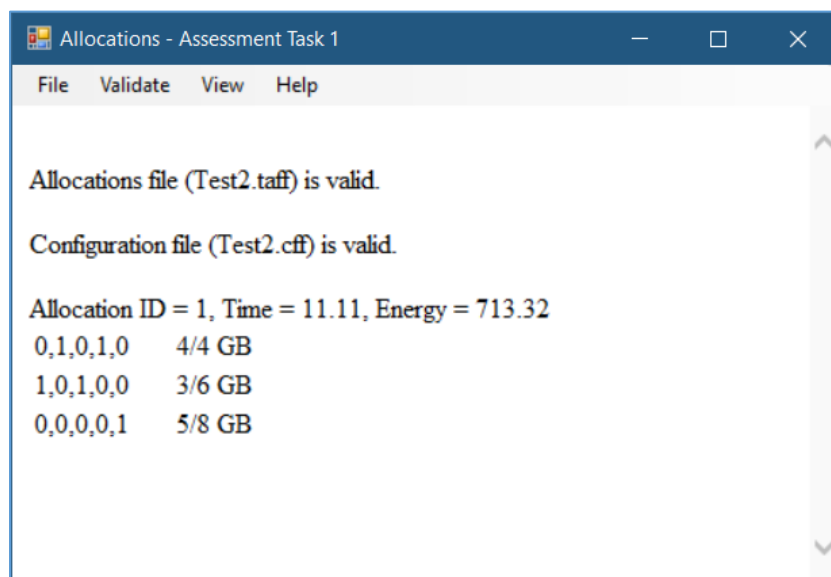 Allocations - Assessment Task 1
File Validate View Help
Allocations file (Test2.taff) is valid.
Configuration file (Test2.cff) is valid.
Allocation ID = 1, Time = 11.11, Energy = 713.32
0,1,0,1,0 4/4 GB
1,0,1,0,0 3/6 GB
0,0,0,0,1 5/8 GB